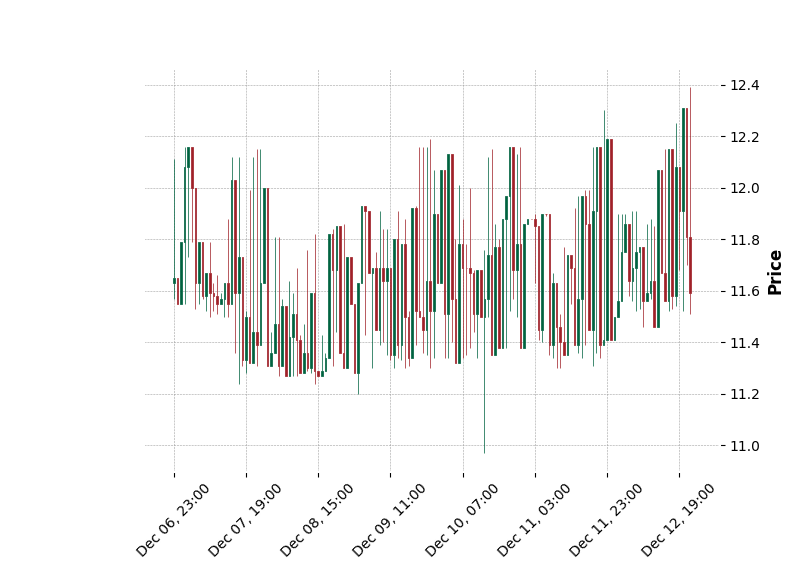 12.4
12.2
12.0
11.8
11.6
11.4
11.2
11.0
Price
Dec 06, 23:00
Dec 07, 19:00
Dec 08, 15:00
Dec 09, 11:00
Dec 10, 07:00
Dec 11, 03:00
Dec 11, 23:00
Dec 12, 19:00